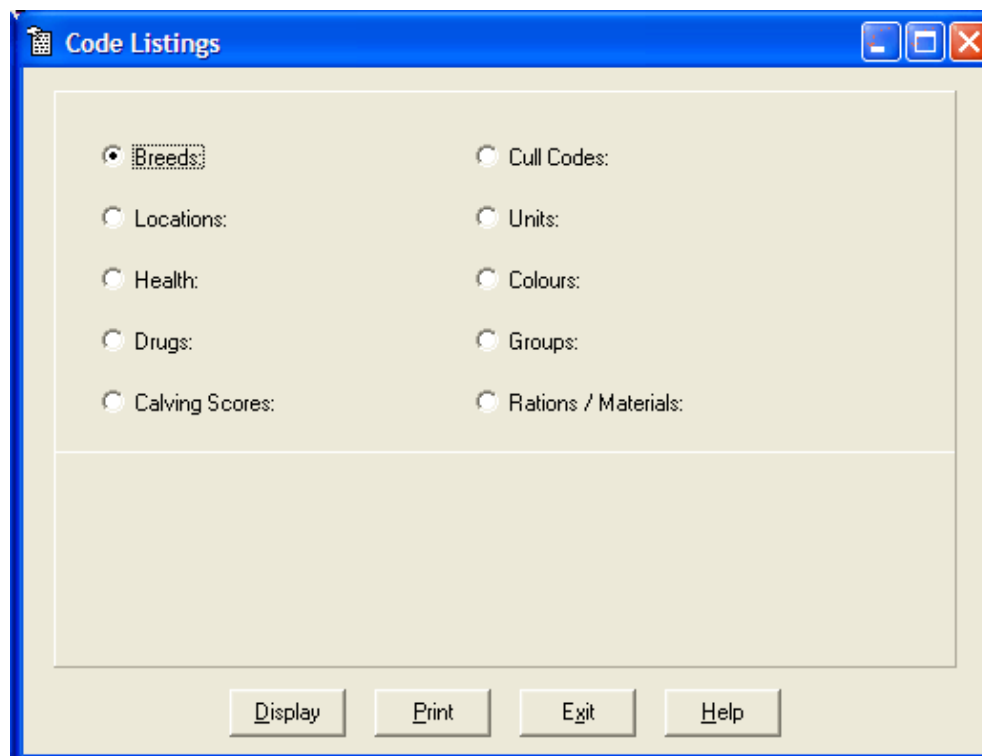 Code Listings
Breeds: Cull Codes:
Locations: Units:
Health: Colours:
Drugs: Groups:
Calving Scores: Rations / Materials:
Display Print Exit Help